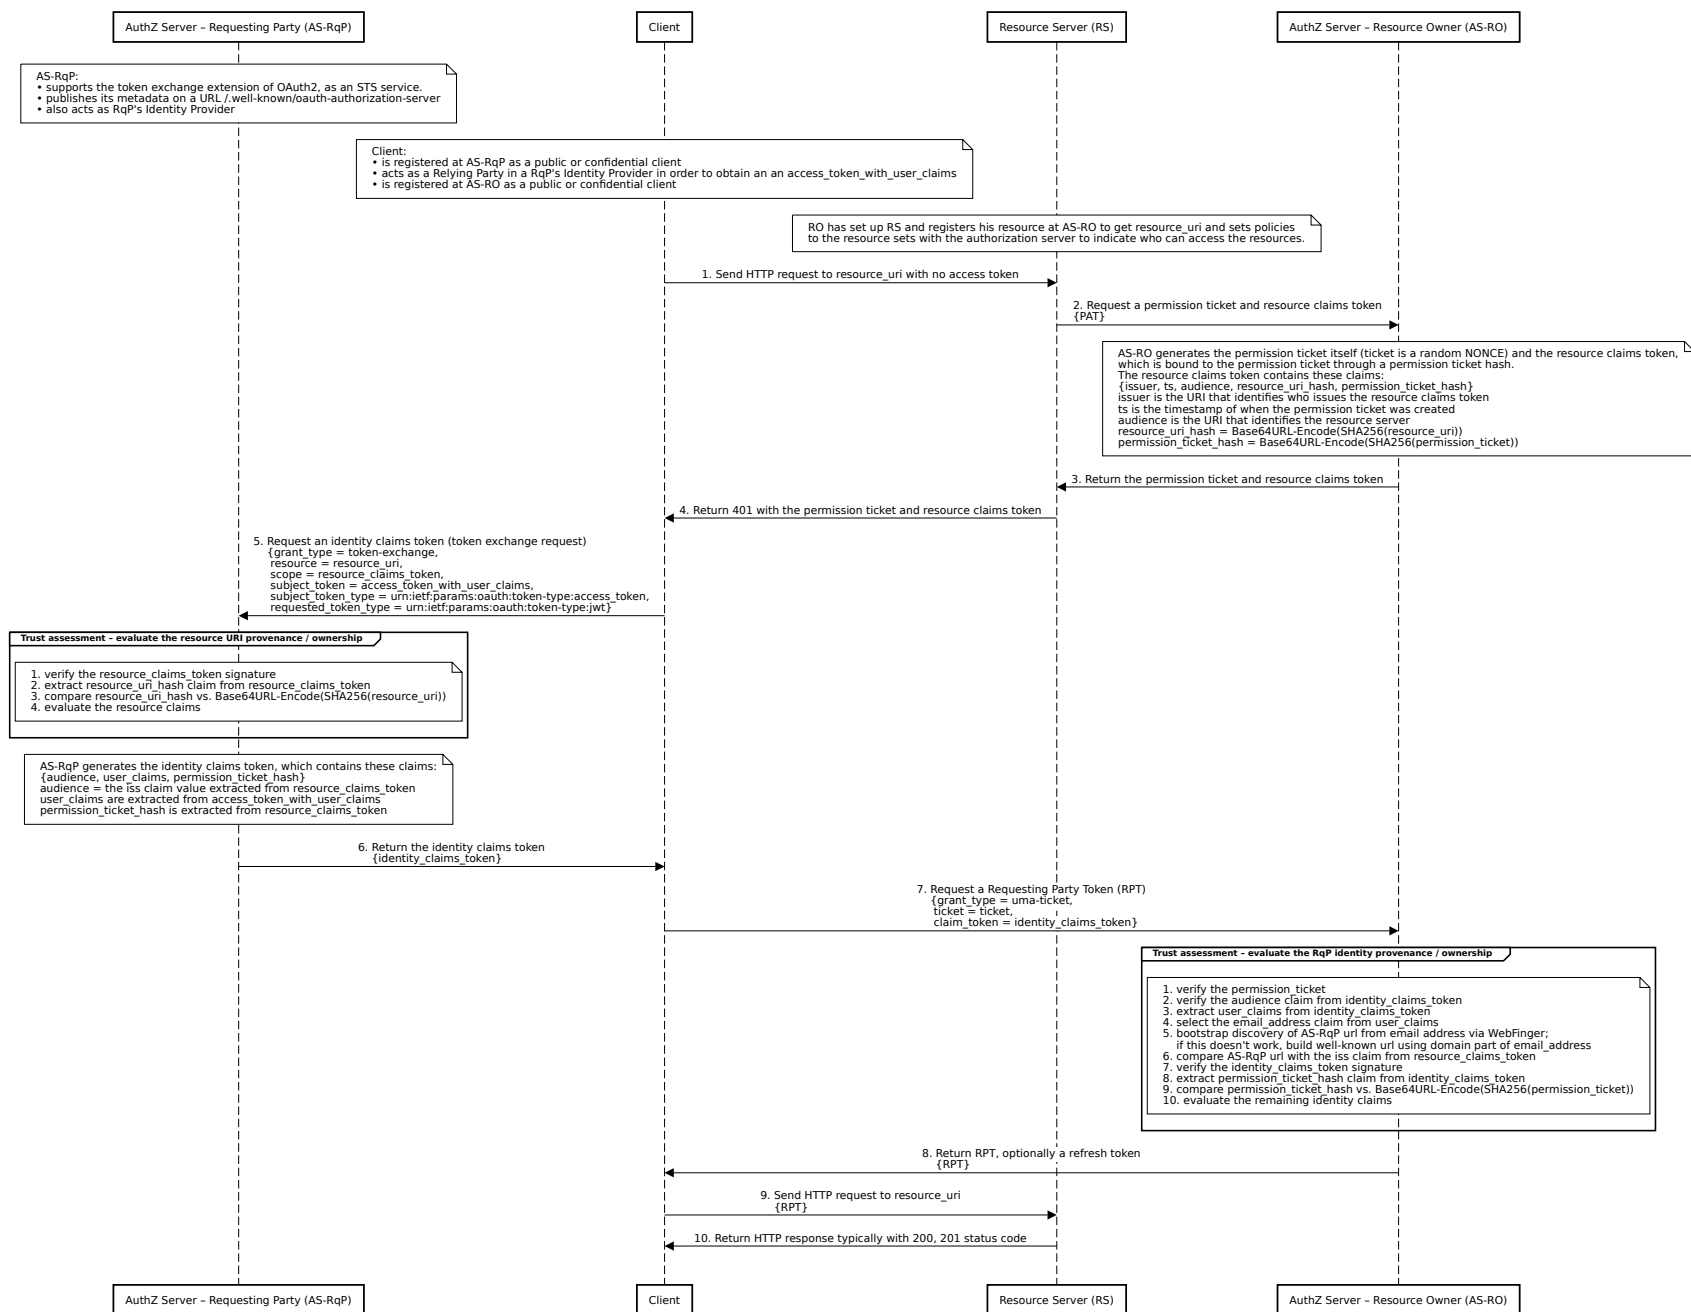 AuthZ Server – Requesting Party (AS-RqP)
Client
Resource Server (RS)
AuthZ Server – Resource Owner (AS-RO)
AS-RqP:
• supports the token exchange extension of OAuth2, as an STS service.
• publishes its metadata on a URL /.well-known/oauth-authorization-server
• also acts as RqP's Identity Provider
Client:
• is registered at AS-RqP as a public or confidential client
• acts as a Relying Party in a RqP's Identity Provider in order to obtain an an access_token_with_user_claims
• is registered at AS-RO as a public or confidential client
RO has set up RS and registers his resource at AS-RO to get resource_uri and sets policies
to the resource sets with the authorization server to indicate who can access the resources.
1. Send HTTP request to resource_uri with no access token
2. Request a permission ticket and resource claims token
{PAT}
AS-RO generates the permission ticket itself (ticket is a random NONCE) and the resource claims token,
which is bound to the permission ticket through a permission ticket hash.
The resource claims token contains these claims:
{issuer, ts, audience, resource_uri_hash, permission_ticket_hash}
issuer is the URI that identifies who issues the resource claims token
ts is the timestamp of when the permission ticket was created
audience is the URI that identifies the resource server
resource_uri_hash = Base64URL-Encode(SHA256(resource_uri))
permission_ticket_hash = Base64URL-Encode(SHA256(permission_ticket))
3. Return the permission ticket and resource claims token
4. Return 401 with the permission ticket and resource claims token
5. Request an identity claims token (token exchange request)
{grant_type = token-exchange,
resource = resource_uri,
scope = resource_claims_token,
subject_token = access_token_with_user_claims,
subject_token_type = urn:ietf:params:oauth:token-type:access_token,
requested_token_type = urn:ietf:params:oauth:token-type:jwt}
Trust assessment – evaluate the resource URI provenance / ownership
1. verify the resource_claims_token signature
2. extract resource_uri_hash claim from resource_claims_token
3. compare resource_uri_hash vs. Base64URL-Encode(SHA256(resource_uri))
4. evaluate the resource claims
AS-RqP generates the identity claims token, which contains these claims:
{audience, user_claims, permission_ticket_hash}
audience = the iss claim value extracted from resource_claims_token
user_claims are extracted from access_token_with_user_claims
permission_ticket_hash is extracted from resource_claims_token
6. Return the identity claims token
{identity_claims_token}
7. Request a Requesting Party Token (RPT)
{grant_type = uma-ticket,
ticket = ticket,
claim_token = identity_claims_token}
Trust assessment – evaluate the RqP identity provenance / ownership
1. verify the permission_ticket
2. verify the audience claim from identity_claims_token
3. extract user_claims from identity_claims_token
4. select the email_address claim from user_claims
5. bootstrap discovery of AS-RqP url from email address via WebFinger;
if this doesn't work, build well-known url using domain part of email_address
6. compare AS-RqP url with the iss claim from resource_claims_token
7. verify the identity_claims_token signature
8. extract permission_ticket_hash claim from identity_claims_token
9. compare permission_ticket_hash vs. Base64URL-Encode(SHA256(permission_ticket))
10. evaluate the remaining identity claims
8. Return RPT, optionally a refresh token
{RPT}
9. Send HTTP request to resource_uri
{RPT}
10. Return HTTP response typically with 200, 201 status code
AuthZ Server – Requesting Party (AS-RqP)
Client
Resource Server (RS)
AuthZ Server – Resource Owner (AS-RO)